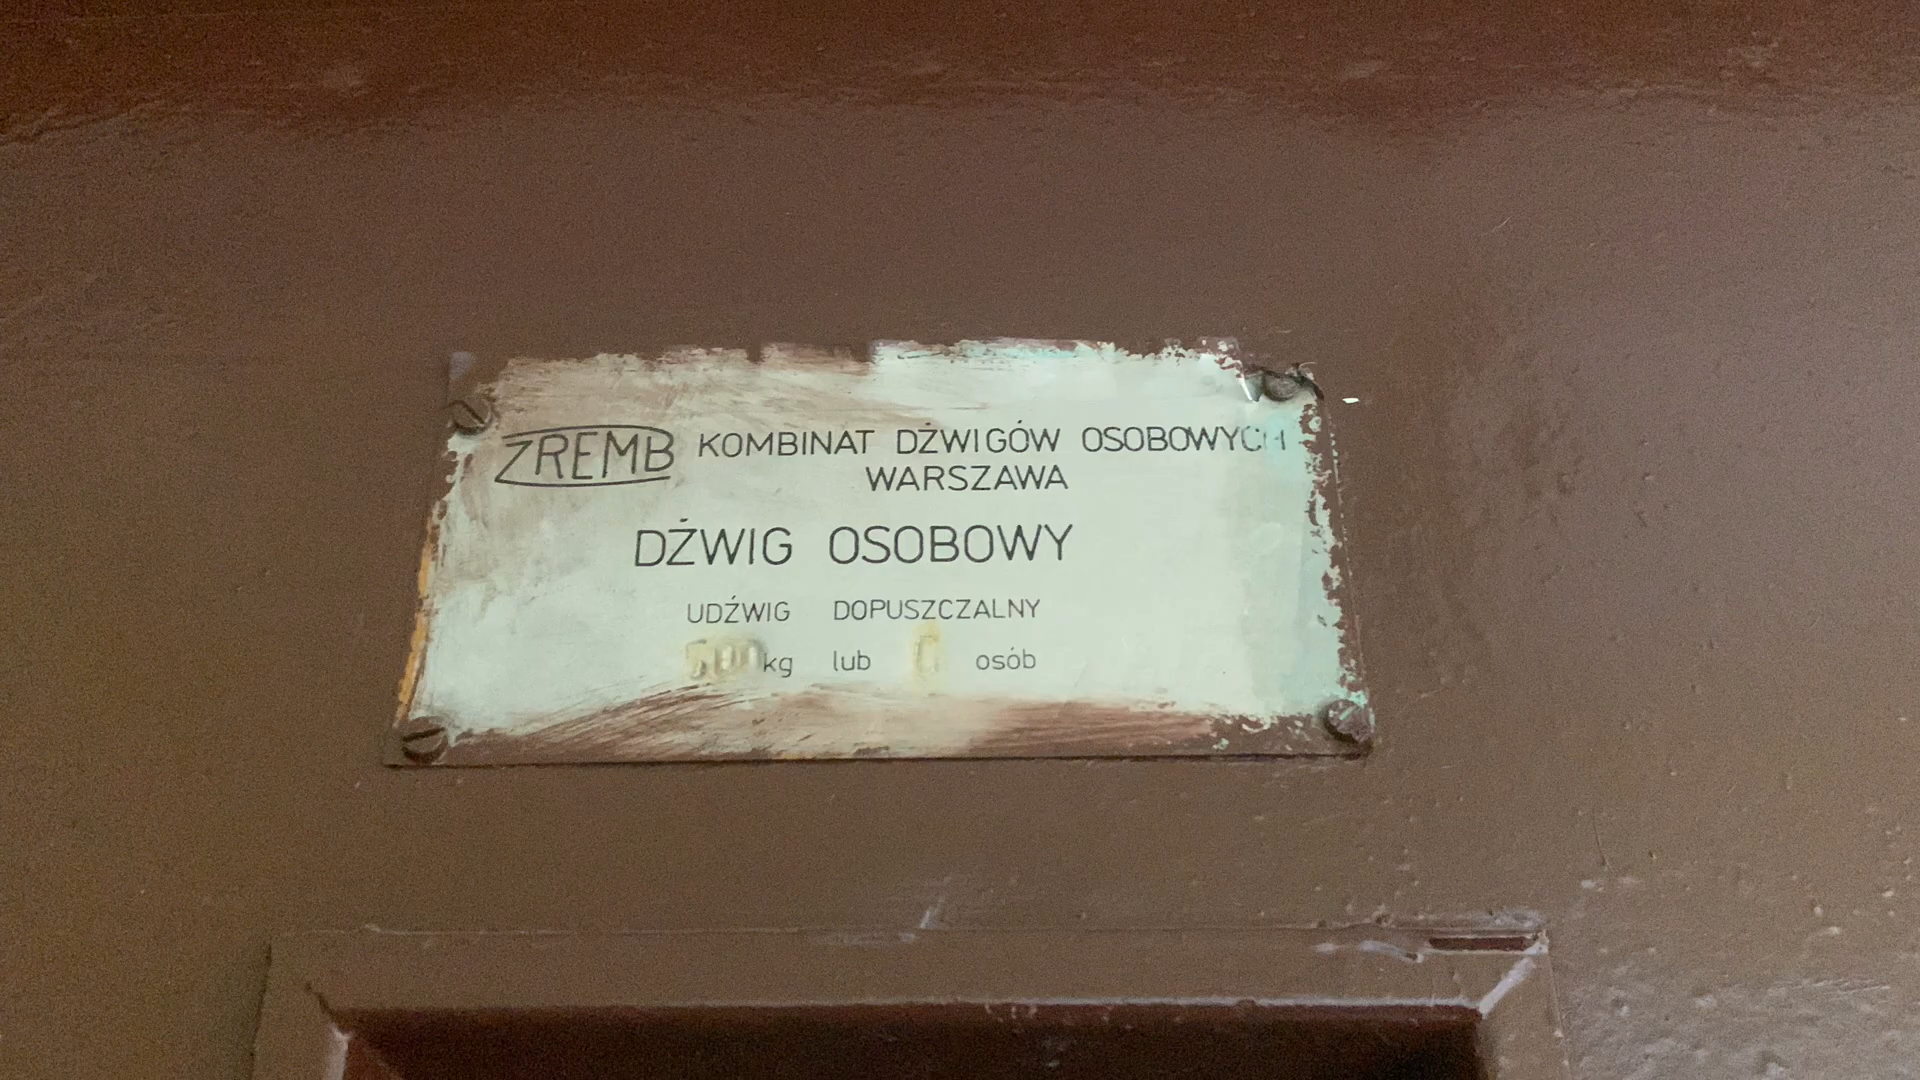 ZREMB KOMBINAT DŹWIGÓW OSOBOWYCH
WARSZAWA
DŹWIG OSOBOWY
UDŹWIG DOPUSZCZALNY
kg lub osób